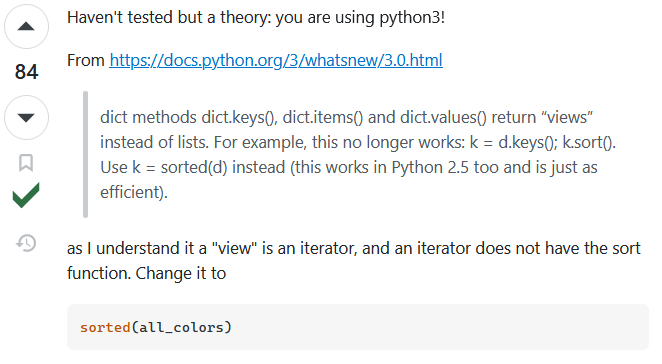 Haven't tested but a theory: you are using python3!
84
From https://docs.python.org/3/whatsnew/3.0.html
dict methods dict.keys(), dict.items() and dict.values() return “views”
instead of lists. For example, this no longer works: k = d.keys(); k.sort().
Use k = sorted(d) instead (this works in Python 2.5 too and is just as
efficient).
as I understand it a "view" is an iterator, and an iterator does not have the sort
function. Change it to
sorted(all_colors)